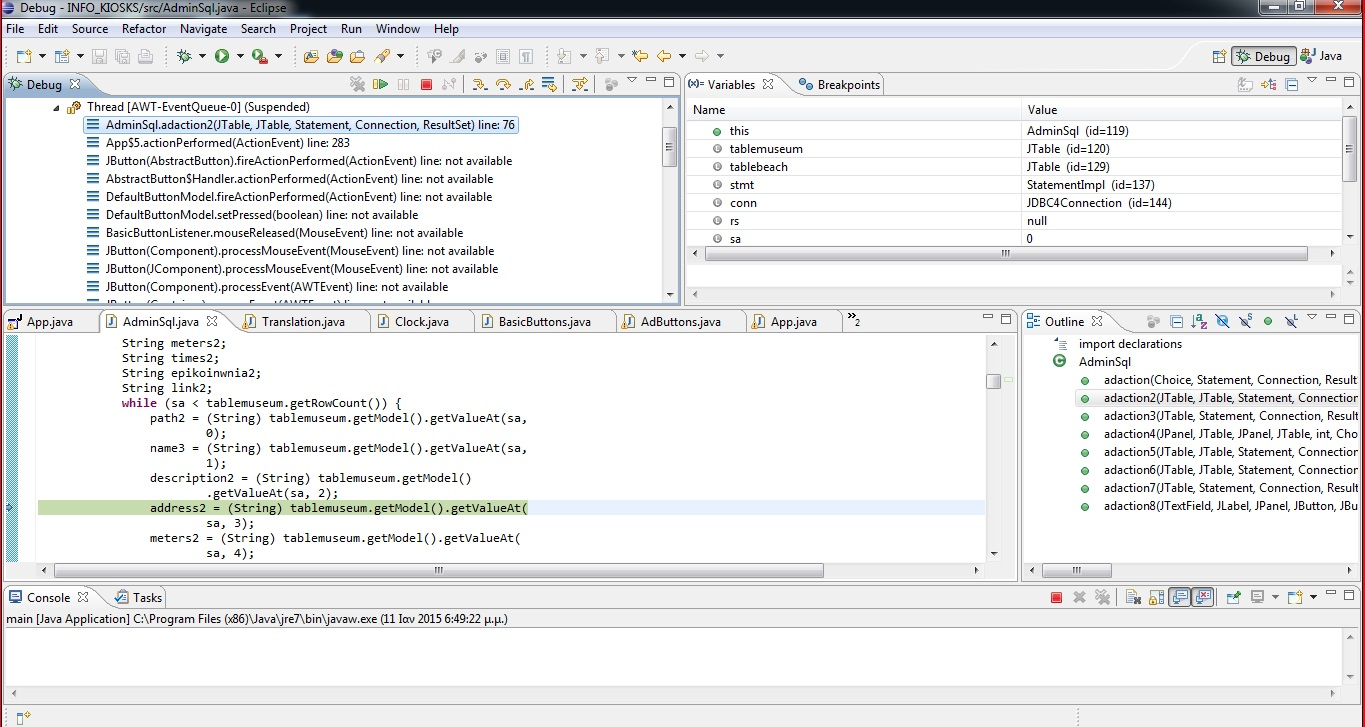 Debug - INFO_KIOSKS/src/AdminSql.java - Eclipse
File Edit Source Refactor Navigate Search Project Run Window Help
Debug Java
Debug
Thread [AWT-EventQueue-0] (Suspended)
AdminSql.adaction2(JTable, JTable, Statement, Connection, ResultSet) line: 76
App$5.actionPerformed(ActionEvent) line: 283
JButton(AbstractButton).fireActionPerformed(ActionEvent) line: not available
AbstractButton$Handler.actionPerformed(ActionEvent) line: not available
DefaultButtonModel.fireActionPerformed(ActionEvent) line: not available
DefaultButtonModel.setPressed(boolean) line: not available
BasicButtonListener.mouseReleased(MouseEvent) line: not available
JButton(Component).processMouseEvent(MouseEvent) line: not available
JButton(JComponent).processMouseEvent(MouseEvent) line: not available
JButton(Component).processEvent(AWTEvent) line: not available
(x)= Variables Breakpoints
Name Value
this AdminSql (id=119)
tablemuseum JTable (id=120)
tablebeach JTable (id=129)
stmt StatementImpl (id=137)
conn JDBC4Connection (id=144)
rs null
sa 0
App.java AdminSql.java Translation.java Clock.java BasicButtons.java AdButtons.java App.java »2
String meters2;
String times2;
String epikoinwnia2;
String link2;
while (sa < tablemuseum.getRowCount()) {
path2 = (String) tablemuseum.getModel().getValueAt(sa,
0);
name3 = (String) tablemuseum.getModel().getValueAt(sa,
1);
description2 = (String) tablemuseum.getModel()
.getValueAt(sa, 2);
address2 = (String) tablemuseum.getModel().getValueAt(
sa, 3);
meters2 = (String) tablemuseum.getModel().getValueAt(
sa, 4);
Outline
import declarations
AdminSql
adaction(Choice, Statement, Connection, Result
adaction2(JTable, JTable, Statement, Connection
adaction3(JTable, Statement, Connection, Result
adaction4(JPanel, JTable, JPanel, JTable, int, Cho
adaction5(JTable, JTable, Statement, Connection
adaction6(JTable, JTable, Statement, Connection
adaction7(JTable, Statement, Connection, Result
adaction8(JTextField, JLabel, JPanel, JButton, JBu
Console Tasks
main [Java Application] C:\Program Files (x86)\Java\jre7\bin\javaw.exe (11 Ιαν 2015 6:49:22 μ.μ.)